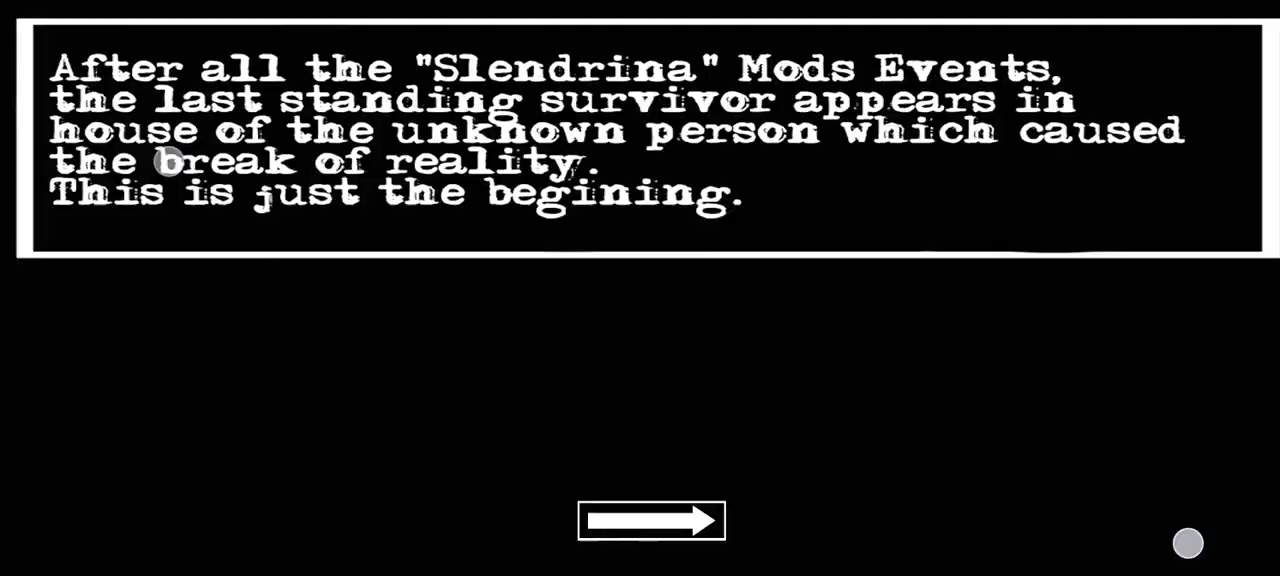 After all the "Slendrina" Mods Events,
the last standing survivor appears in
house of the unknown person which caused
the break of reality.
This is just the begining.